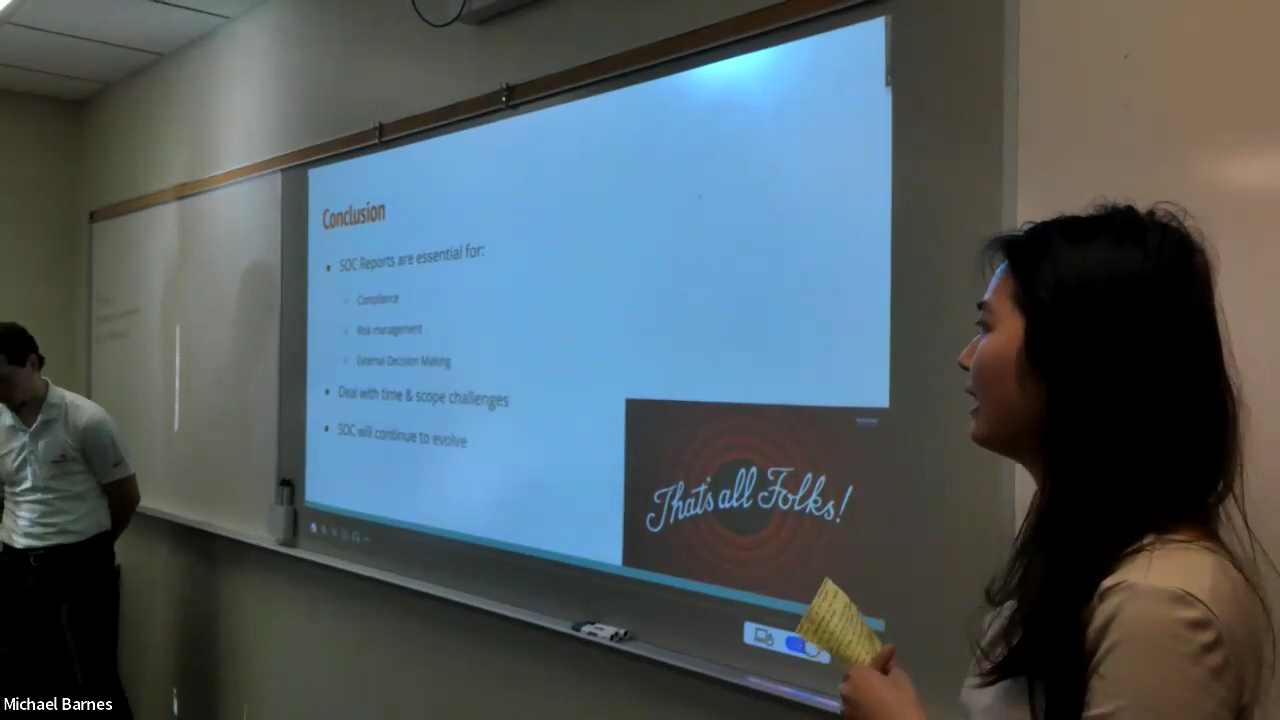 Conclusion
SOC Reports are essential for:
Compliance
Risk management
External Decision Making
Deal with time & scope challenges
SOC will continue to evolve
That's all Folks!
Michael Barnes